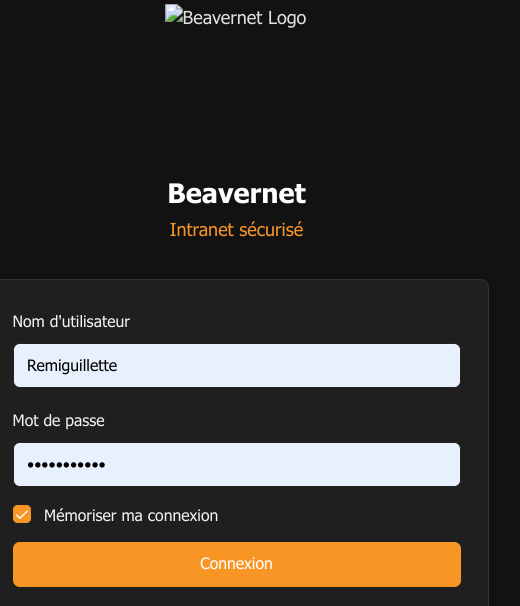 Beavernet Logo
Beavernet
Intranet sécurisé
Nom d'utilisateur
Remiguillette
Mot de passe
•••••••••••
Mémoriser ma connexion
Connexion